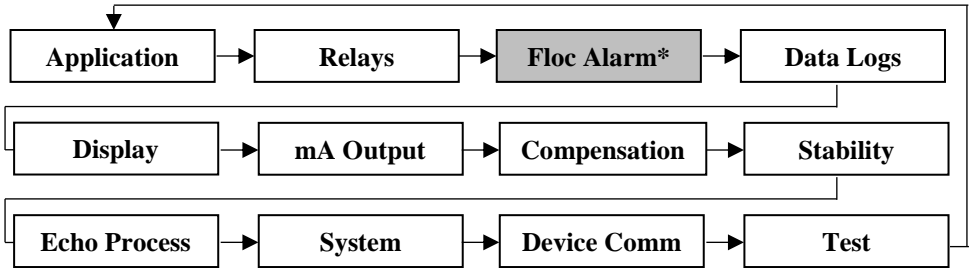 Application
Relays
Floc Alarm*
Data Logs
Display
mA Output
Compensation
Stability
Echo Process
System
Device Comm
Test